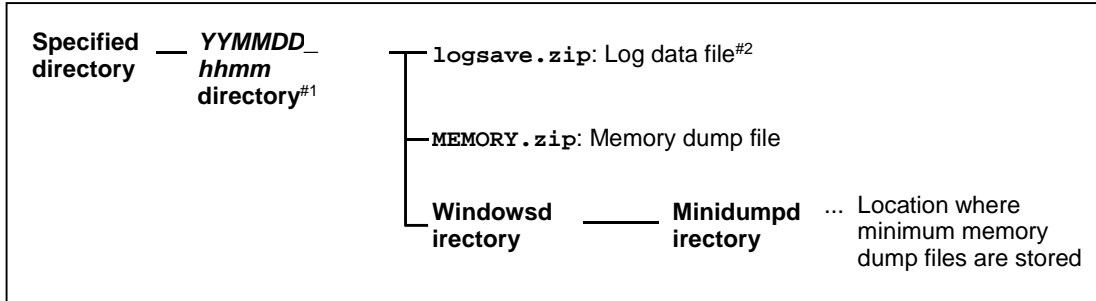 Specified
directory
YYMMDD_
hhmm
directory#1
logsave.zip: Log data file#2
MEMORY.zip: Memory dump file
Windowsd
irectory
Minidumpd
irectory
... Location where
minimum memory
dump files are stored